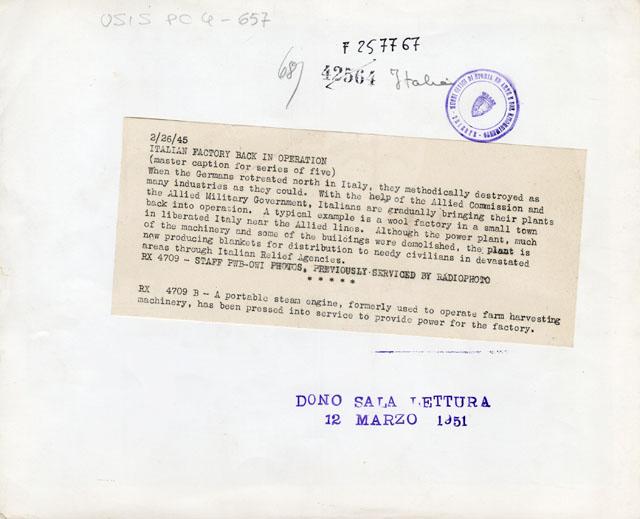 USIS PC Q - 657
F 257767
687
42564 Italia
2/26/45
ITALIAN FACTORY BACK IN OPERATION
(master caption for series of five)
When the Germans retreated north in Italy, they methodically destroyed as
many industries as they could. With the help of the Allied Commission and
the Allied Military Government, Italians are gradually bringing their plants
back into operation. A typical example is a wool factory in a small town
in liberated Italy near the Allied lines. Although the power plant, much
of the machinery and some of the buildings were demolished, the plant is
now producing blankets for distribution to needy civilians in devastated
areas through Italian Relief Agencies.
RX 4709 - STAFF PWB-OWI PHOTOS, PREVIOUSLY SERVICED BY RADIOPHOTO
* * * * *
RX 4709 B - A portable steam engine, formerly used to operate farm harvesting
machinery, has been pressed into service to provide power for the factory.
DONO SALA LETTURA
12 MARZO 1951